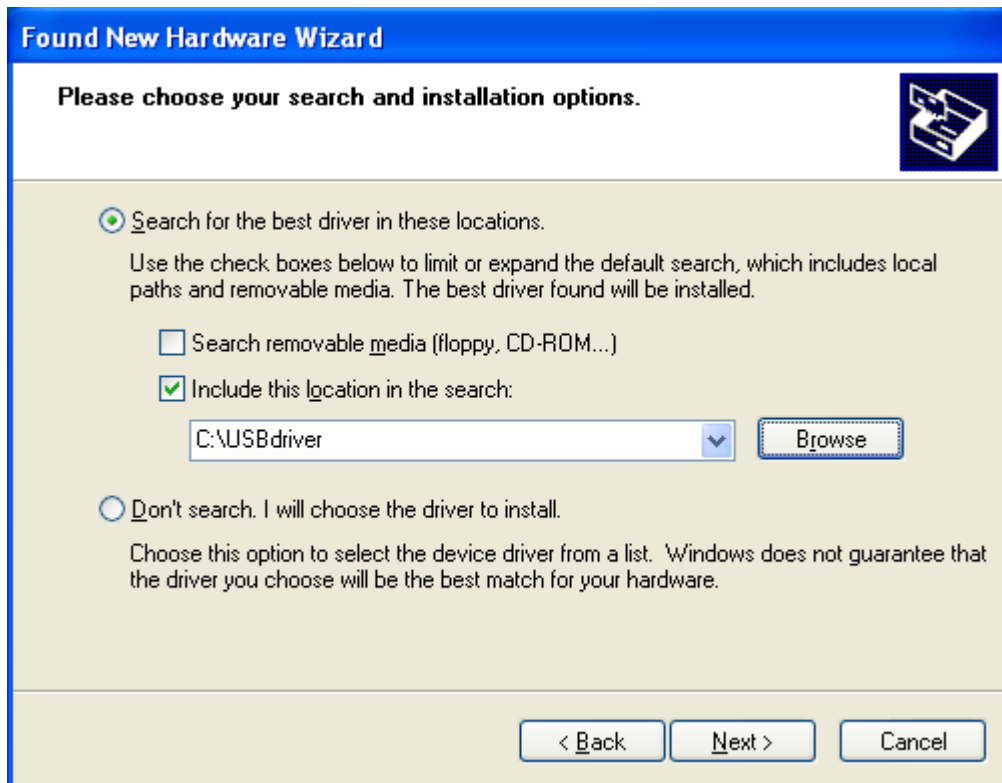 Found New Hardware Wizard
Please choose your search and installation options.
Search for the best driver in these locations.
Use the check boxes below to limit or expand the default search, which includes local
paths and removable media. The best driver found will be installed.
Search removable media (floppy, CD-ROM...)
Include this location in the search:
C:\USBdriver
Browse
Don't search. I will choose the driver to install.
Choose this option to select the device driver from a list.  Windows does not guarantee that
the driver you choose will be the best match for your hardware.
< Back
Next >
Cancel